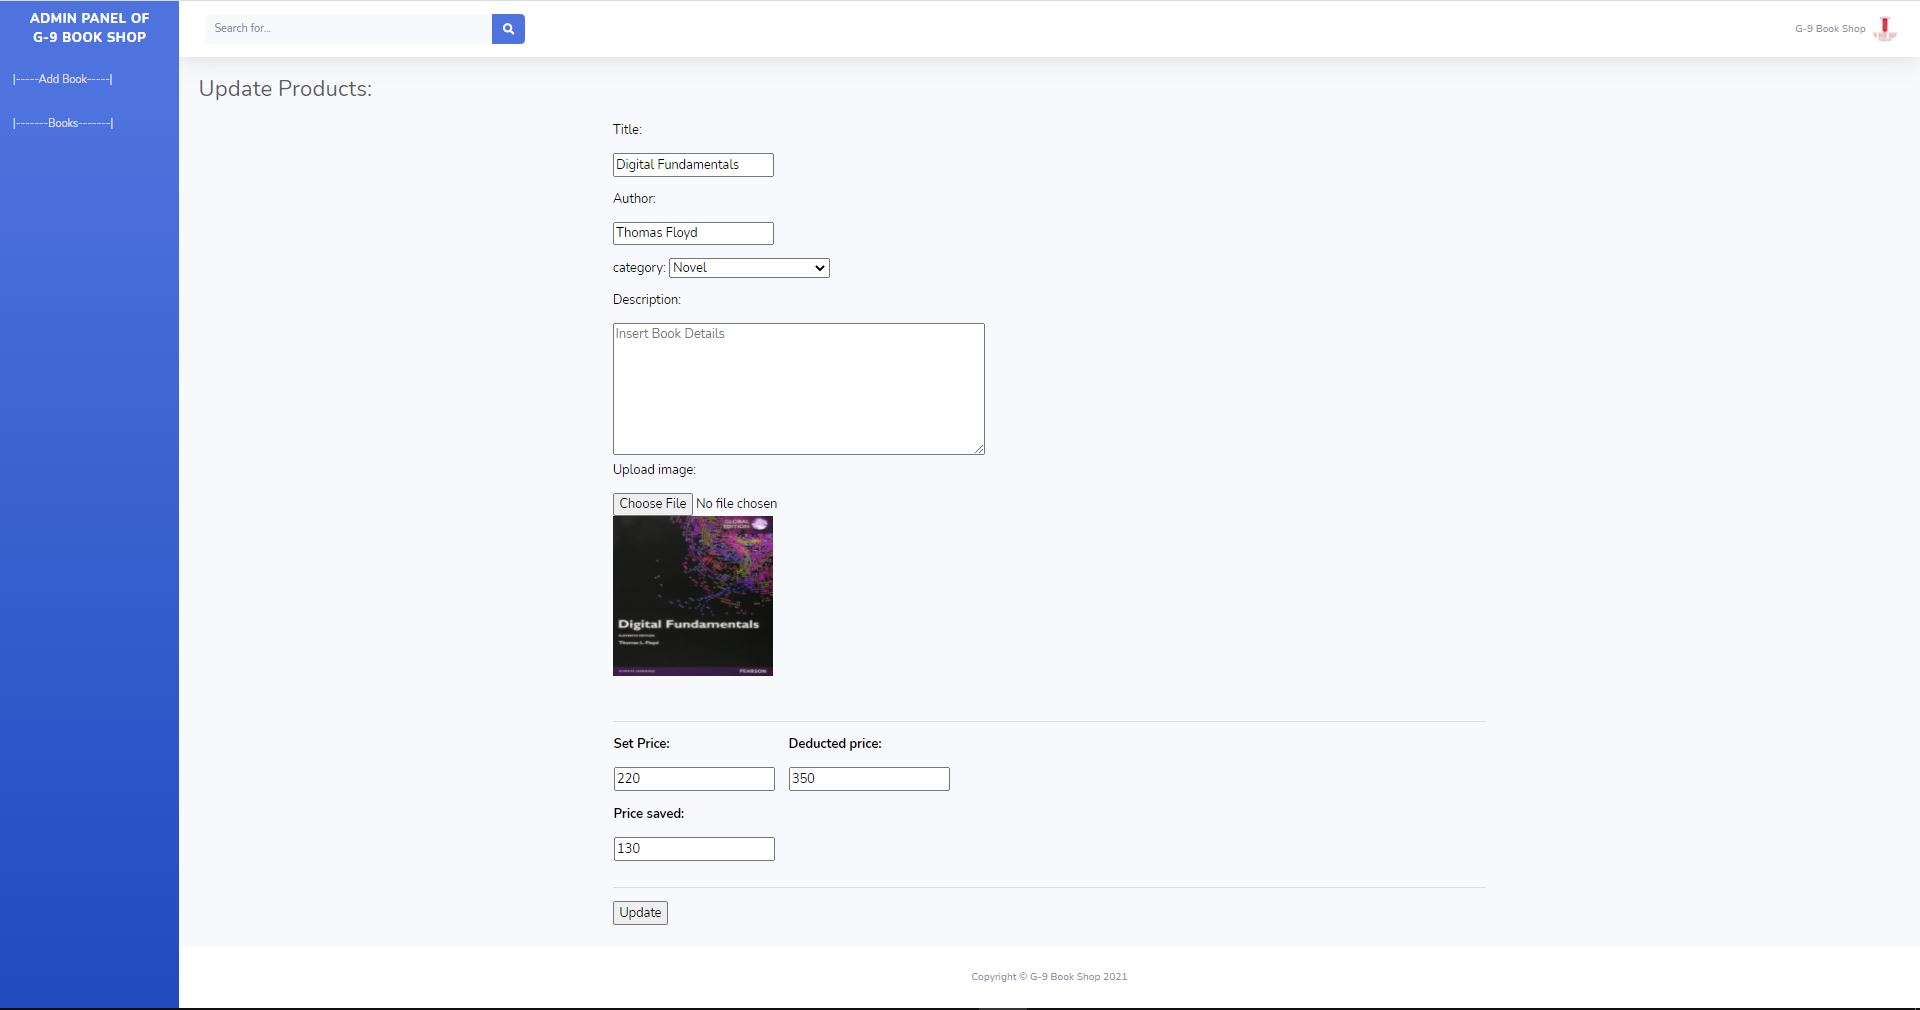 ADMIN PANEL OF
G-9 BOOK SHOP
|-----Add Book-----|
|-------Books-------|
Search for...
G-9 Book Shop
Update Products:
Title:
Digital Fundamentals
Author:
Thomas Floyd
category: Novel
Description:
Insert Book Details
Upload image:
Choose File No file chosen
GLOBAL
EDITION
Digital Fundamentals
ELEVENTH EDITION
Thomas L. Floyd
PEARSON
Set Price: Deducted price:
220 350
Price saved:
130
Update
Copyright © G-9 Book Shop 2021